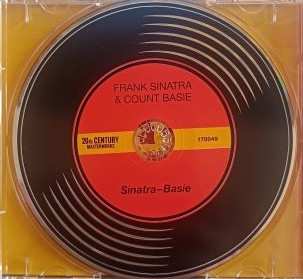 FRANK SINATRA
& COUNT BASIE
20th CENTURY
MASTERWORKS
170049
Sinatra-Basie